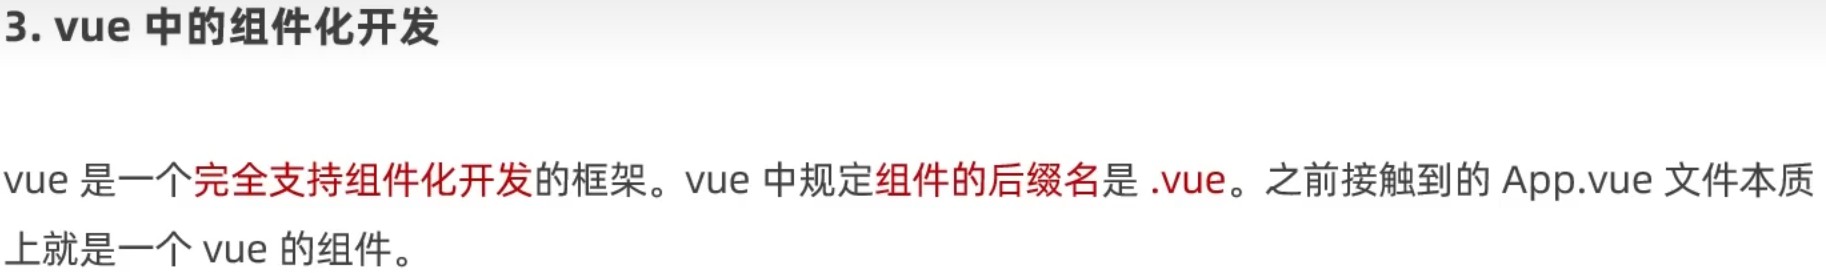 3. vue 中的组件化开发
vue 是一个完全支持组件化开发的框架。vue 中规定组件的后缀名是 .vue。之前接触到的 App.vue 文件本质
上就是一个 vue 的组件。